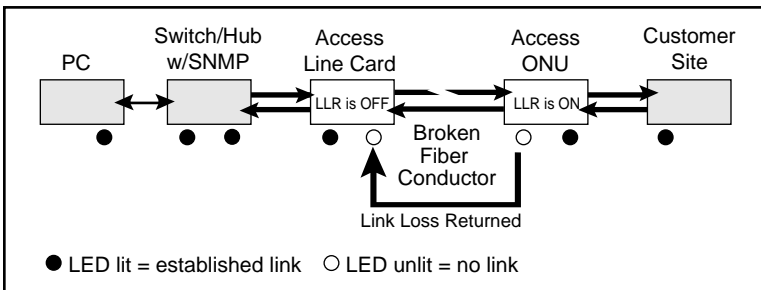 PC
Switch/Hub
w/SNMP
Access
Line Card
Access
ONU
Customer
Site
LLR is OFF
LLR is ON
Broken
Fiber
Conductor
Link Loss Returned
LED lit = established link
LED unlit = no link